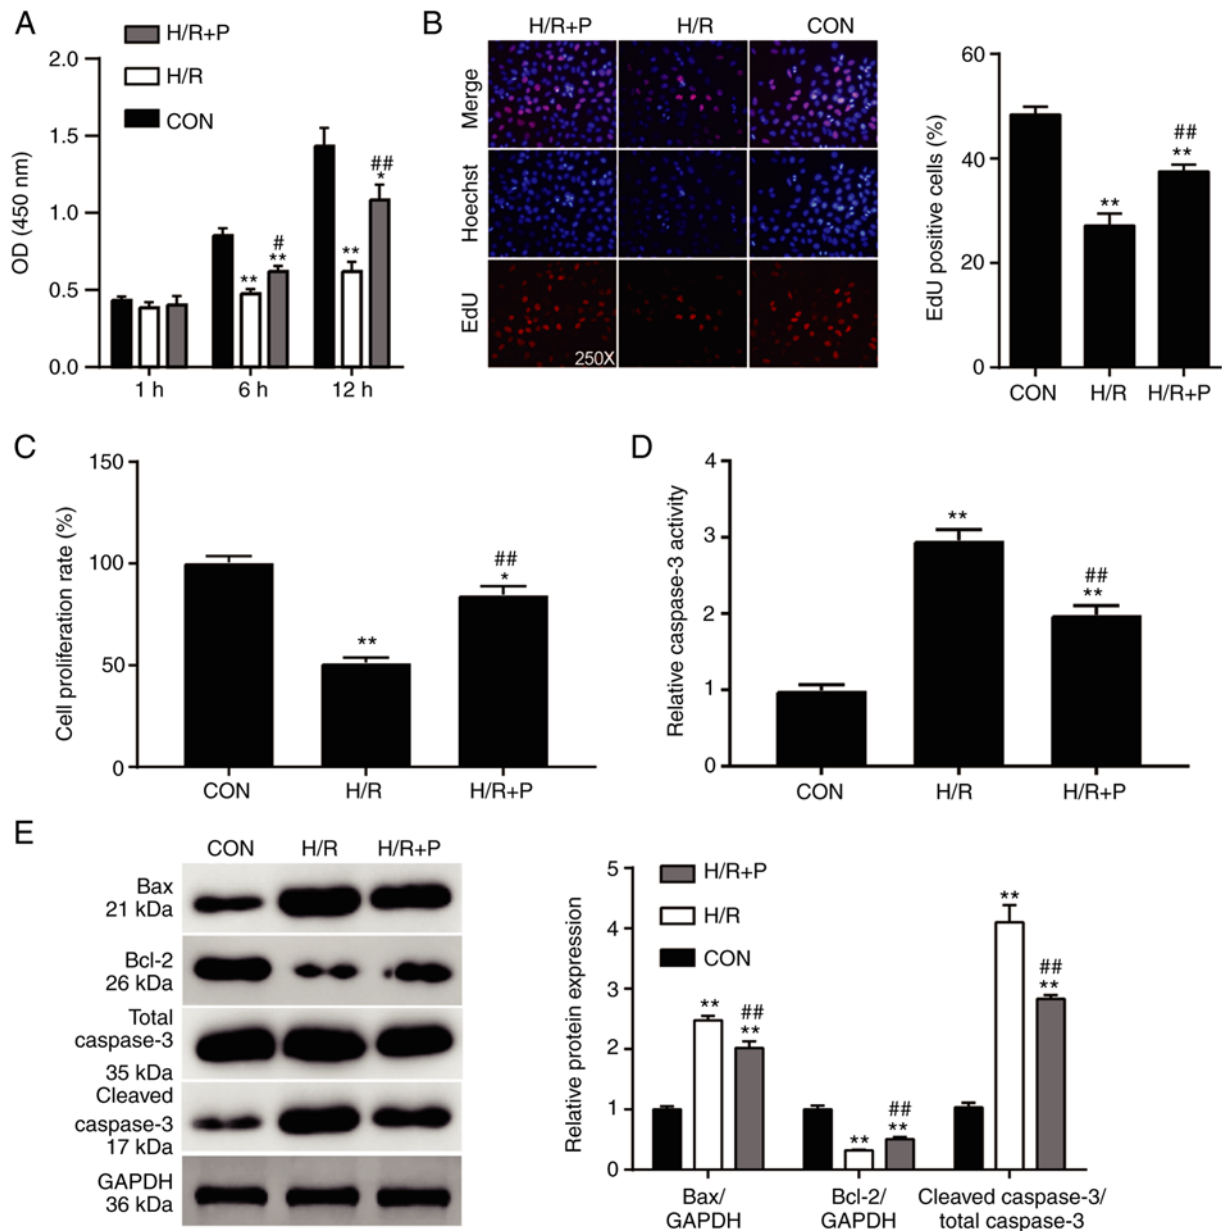 A
H/R+P
H/R
CON
OD (450 nm)
2.0
1.5
1.0
0.5
0.0
**
#
**
**
##
*
1 h
6 h
12 h
B
H/R+P
H/R
CON
Merge
Hoechst
EdU
250X
EdU positive cells (%)
60
40
20
0
**
##
**
CON
H/R
H/R+P
C
Cell proliferation rate (%)
150
100
50
0
**
##
*
CON
H/R
H/R+P
D
Relative caspase-3 activity
4
3
2
1
0
**
##
**
CON
H/R
H/R+P
E
CON
H/R
H/R+P
Bax
21 kDa
Bcl-2
26 kDa
Total
caspase-3
35 kDa
Cleaved
caspase-3
17 kDa
GAPDH
36 kDa
Relative protein expression
5
4
3
2
1
0
H/R+P
H/R
CON
**
##
**
**
##
**
**
##
**
Bax/
GAPDH
Bcl-2/
GAPDH
Cleaved caspase-3/
total caspase-3